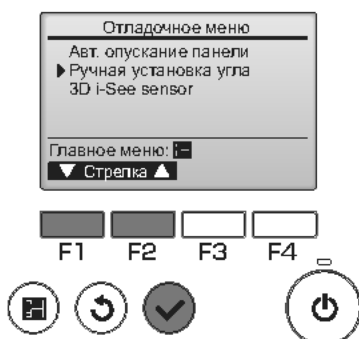 Отладочное меню
Авт. опускание панели
Ручная установка угла
3D i-See sensor
Главное меню:
Стрелка
F1 F2 F3 F4